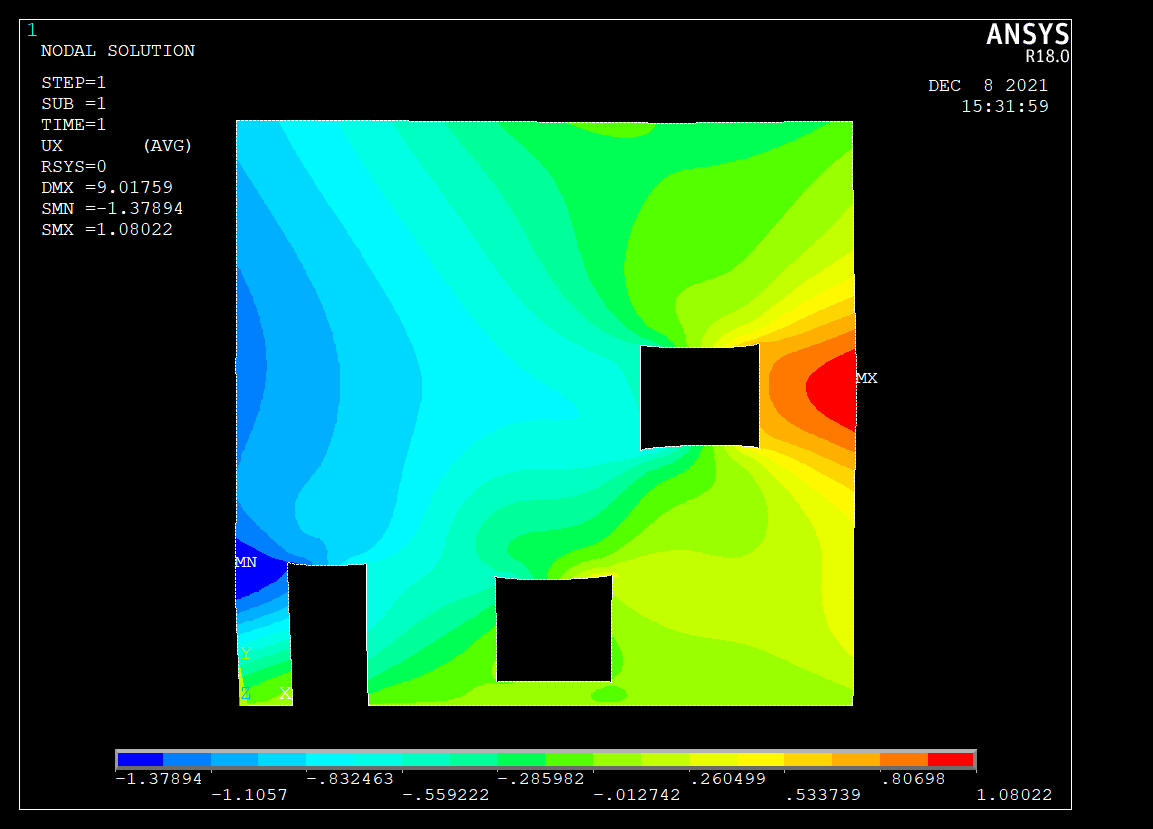 1
ANSYS
R18.0
NODAL SOLUTION
STEP=1
SUB =1
TIME=1
UX (AVG)
RSYS=0
DMX =9.01759
SMN =-1.37894
SMX =1.08022
DEC 8 2021
15:31:59
MX
MN
Y
Z X
-1.37894 -.832463 -.285982 .260499 .80698
-1.1057 -.559222 -.012742 .533739 1.08022